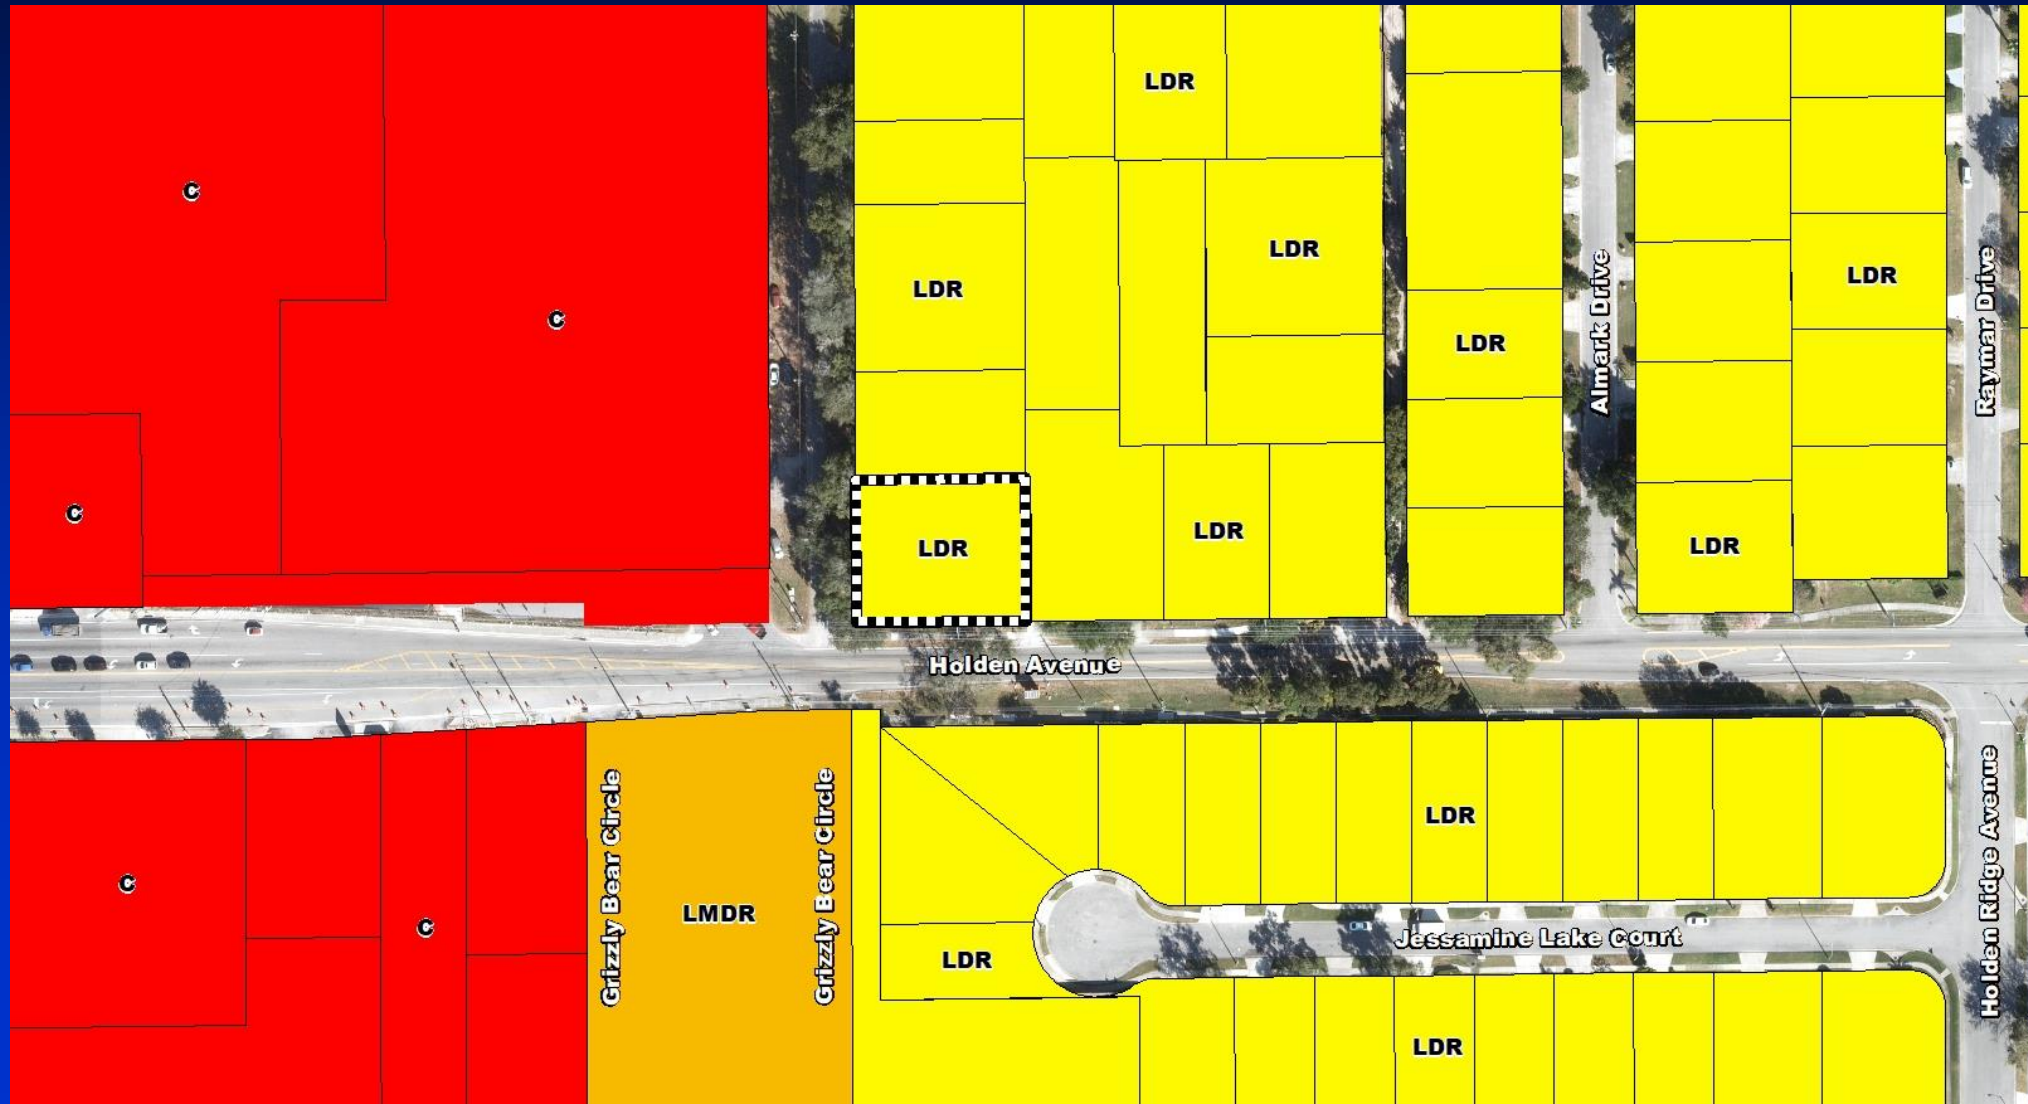 LDR
C
LDR
LDR
LDR
C
LDR
Almark Drive
Raymar Drive
C
LDR
LDR
LDR
Holden Avenue
Grizzly Bear Circle
Grizzly Bear Circle
LDR
Holden Ridge Avenue
C
LMDR
C
Jessamine Lake Court
LDR
LDR